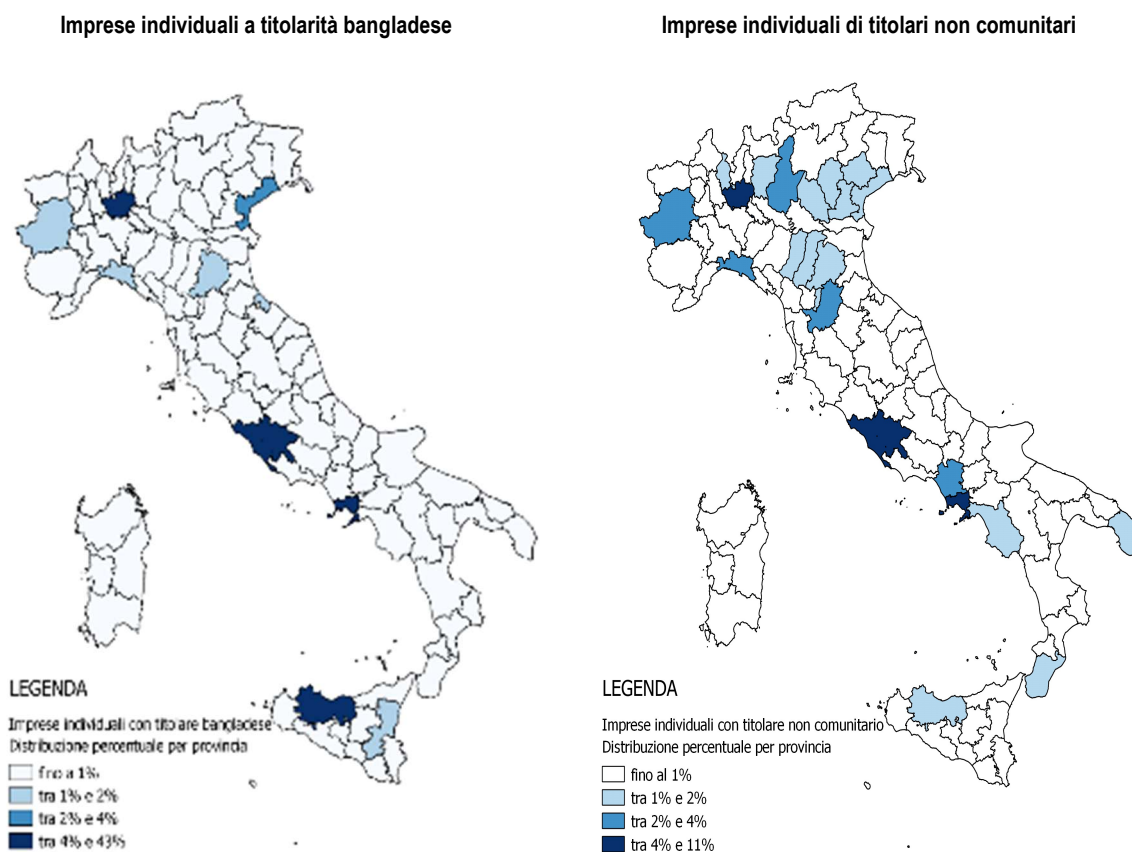 Imprese individuali a titolarità bangladese
Imprese individuali di titolari non comunitari
LEGENDA
Imprese individuali con titolare bangladese
Distribuzione percentuale per provincia
fino a 1%
tra 1% e 2%
tra 2% e 4%
tra 4% e 43%
LEGENDA
Imprese individuali con titolare non comunitario
Distribuzione percentuale per provincia
fino al 1%
tra 1% e 2%
tra 2% e 4%
tra 4% e 11%